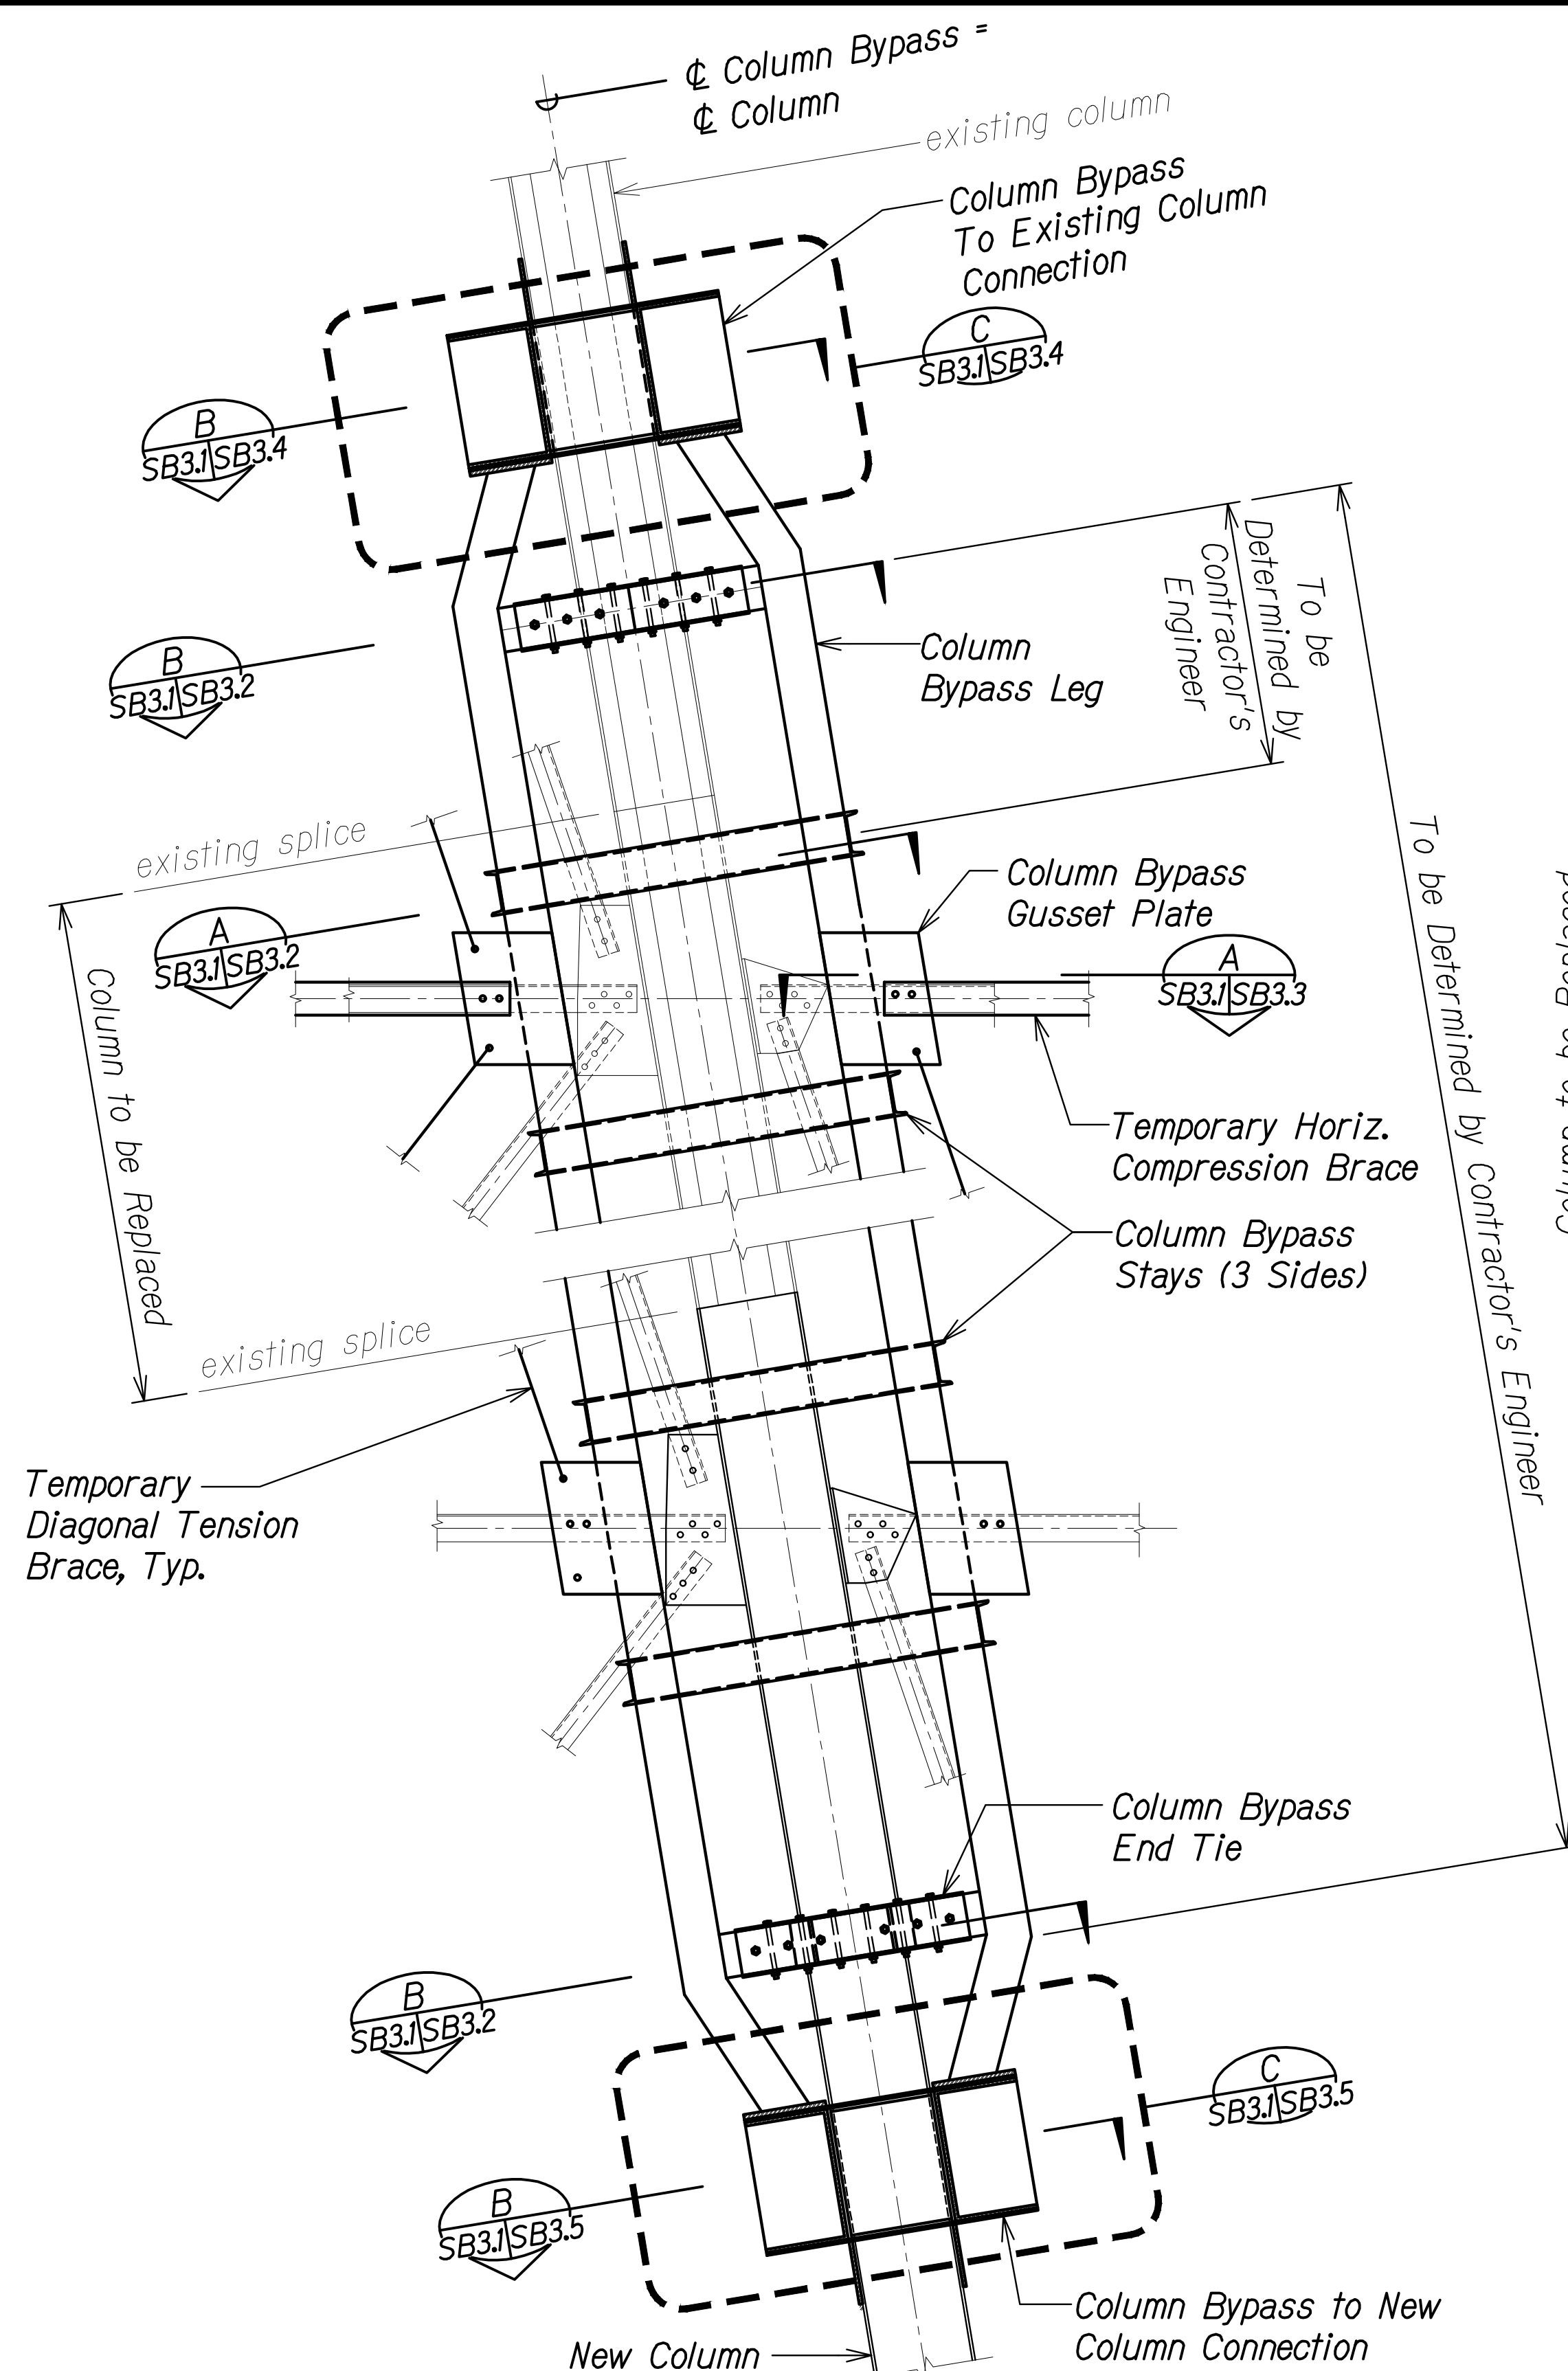 ℄ Column Bypass =
℄ Column
existing column
Column Bypass
To Existing Column
Connection
C
SB3.1 SB3.4
B
SB3.1 SB3.4
To be
Determined by
Contractor's
Engineer
Column
Bypass Leg
B
SB3.1 SB3.2
existing splice
Column Bypass
Gusset Plate
To be Determined by Contractor's Engineer
A
SB3.1 SB3.2
A
SB3.1 SB3.3
Column to be Replaced
Temporary Horiz.
Compression Brace
Column Bypass
Stays (3 Sides)
existing splice
Temporary
Diagonal Tension
Brace, Typ.
Column Bypass
End Tie
B
SB3.1 SB3.2
C
SB3.1 SB3.5
B
SB3.1 SB3.5
Column Bypass to New
Column Connection
New Column